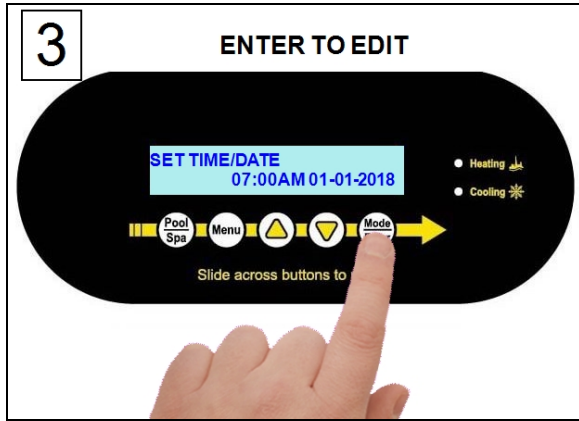 3
ENTER TO EDIT
SET TIME/DATE
07:00AM 01-01-2018
Heating
Cooling
Pool
Spa
Menu
Mode
Slide across buttons to